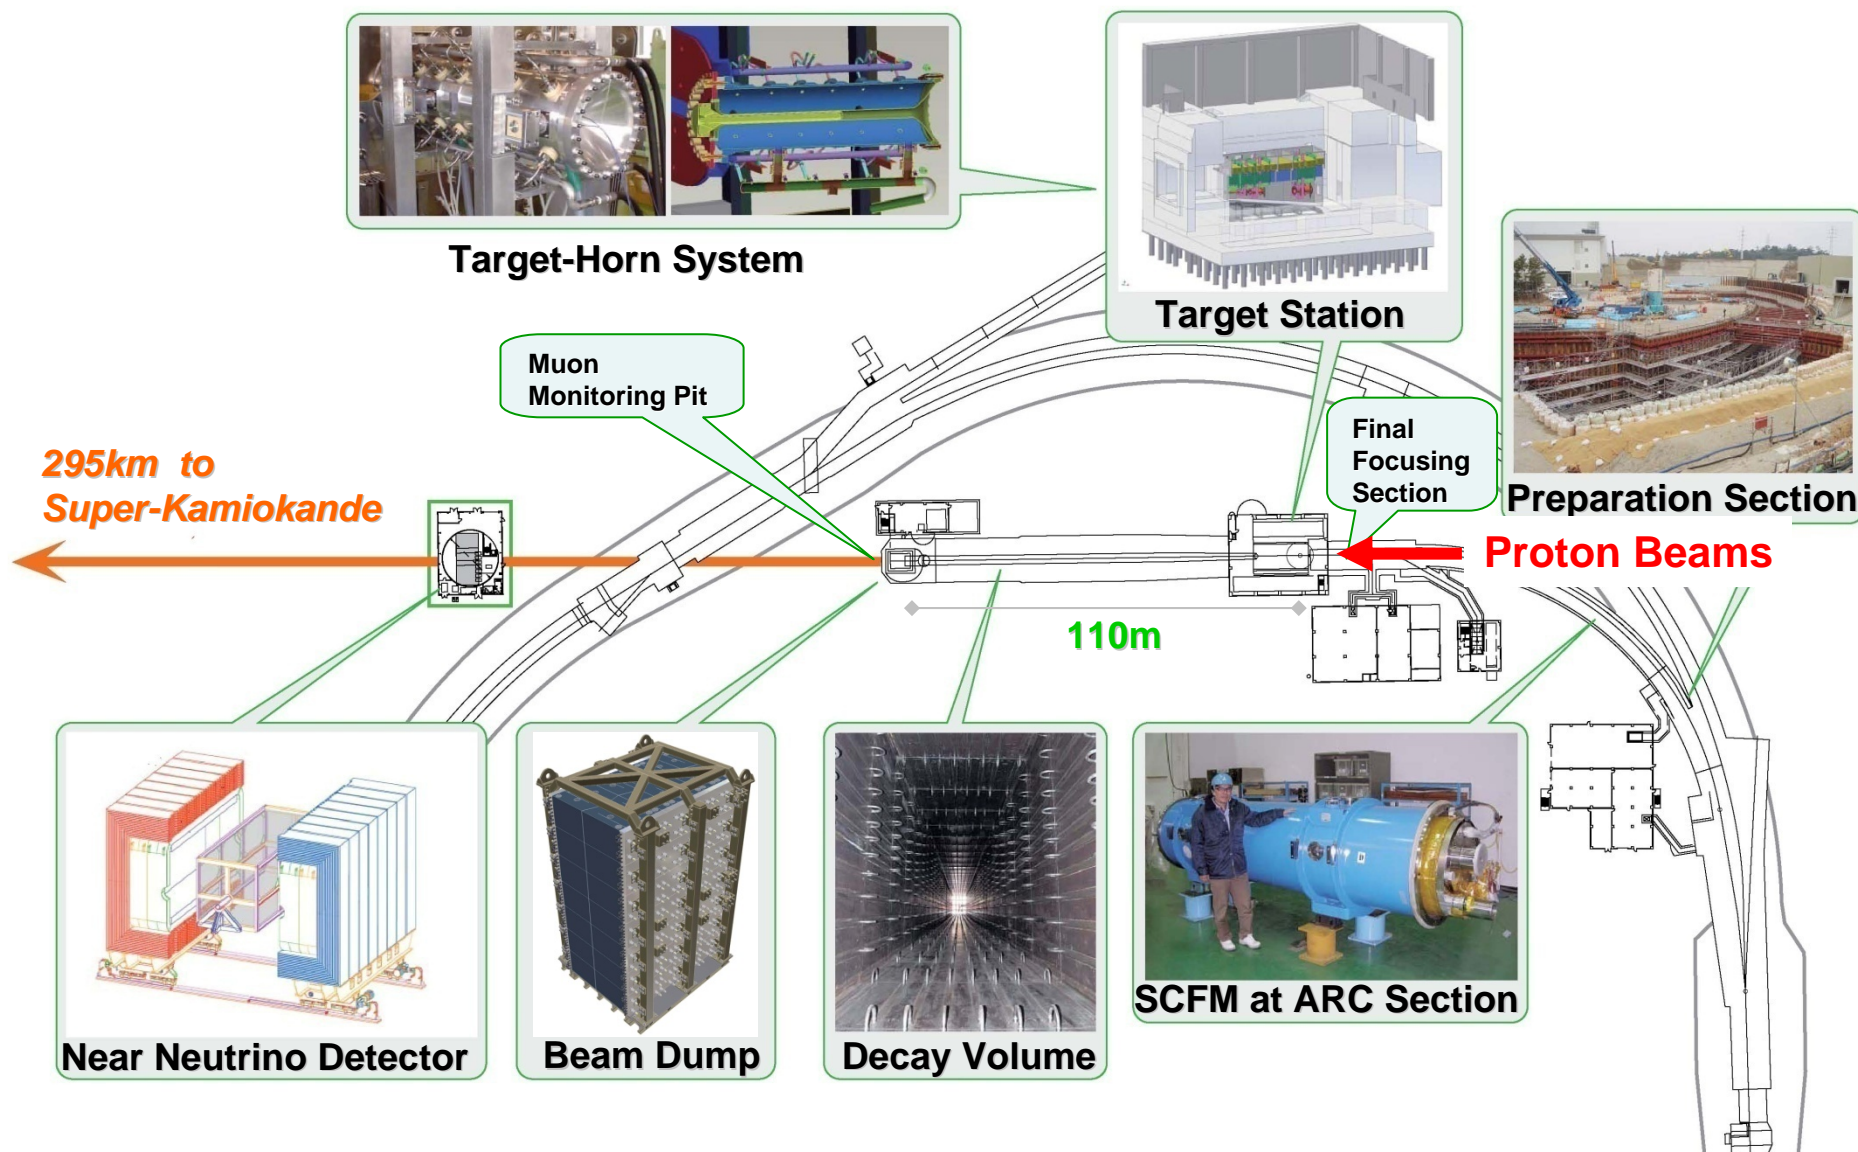 Target-Horn System
Target Station
Muon
Monitoring Pit
Final
Focusing
Section
Preparation Section
295km to
Super-Kamiokande
Proton Beams
110m
Near Neutrino Detector
Beam Dump
Decay Volume
SCFM at ARC Section